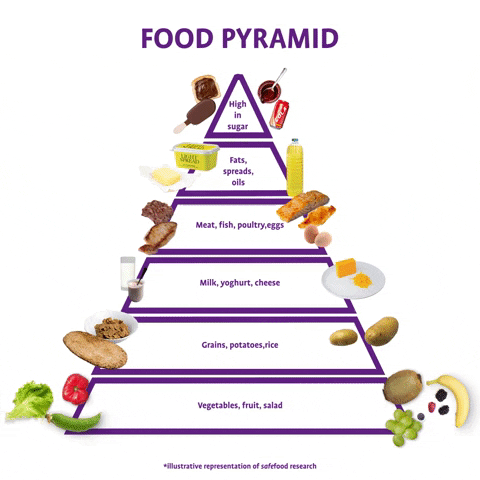 FOOD PYRAMID
High
in
sugar
Fats,
spreads,
oils
Meat, fish, poultry,eggs
Milk, yoghurt, cheese
Grains, potatoes,rice
Vegetables, fruit, salad
*illustrative representation of safefood research